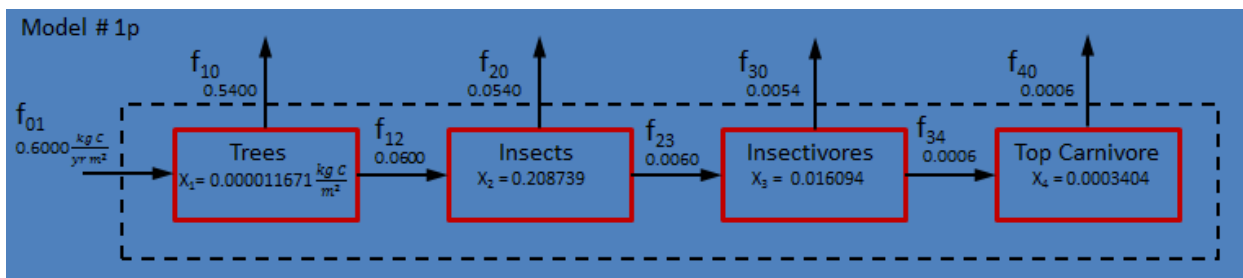 Model # 1p
f10
0.5400
f20
0.0540
f30
0.0054
f40
0.0006
f01
0.6000 kg C / yr m²
f12
0.0600
f23
0.0060
f34
0.0006
Trees
X₁= 0.000011671 kg C / m²
Insects
X₂ = 0.208739
Insectivores
X₃ = 0.016094
Top Carnivore
X₄ = 0.0003404